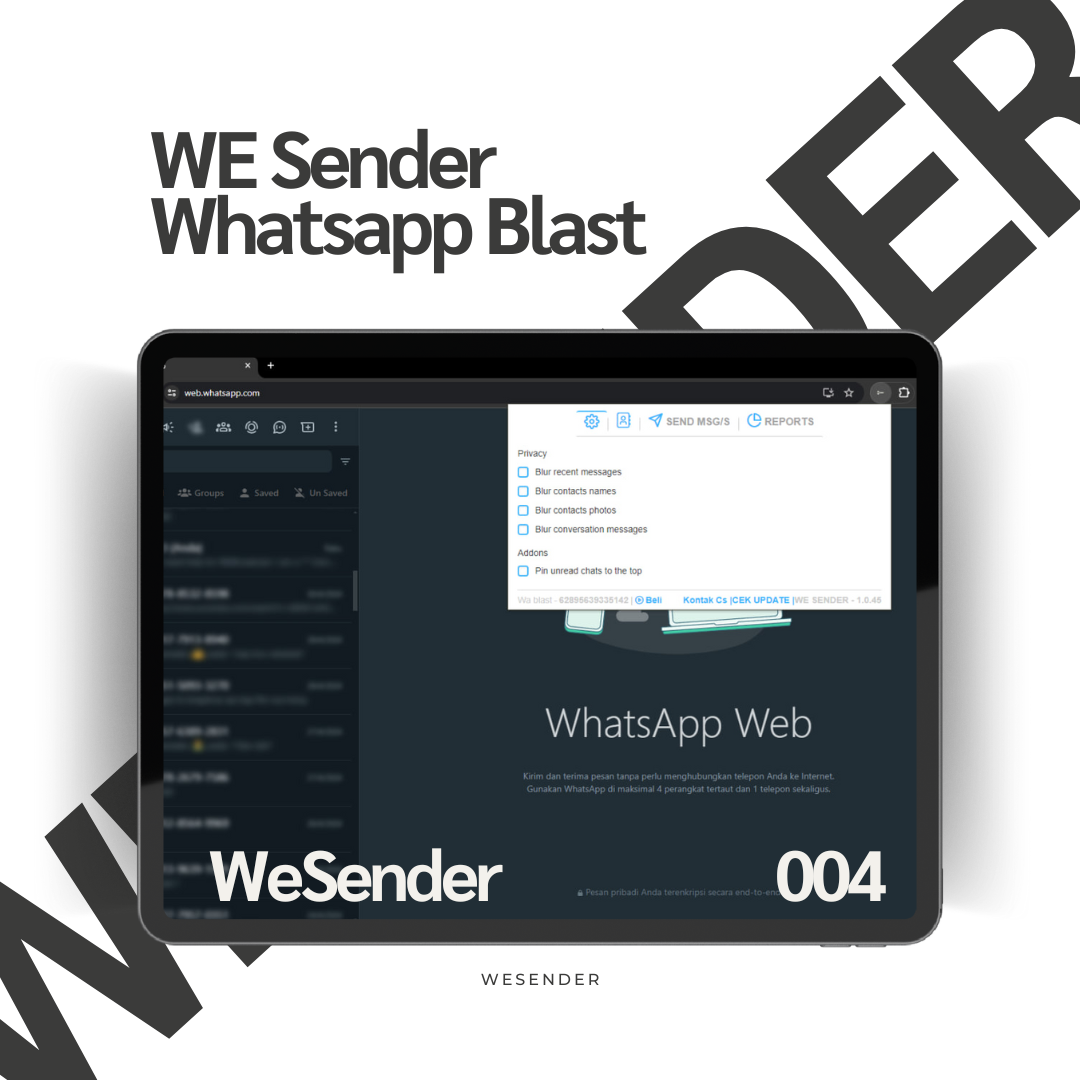 DER
WE Sender
Whatsapp Blast
web.whatsapp.com
SEND MSG/S
REPORTS
Privacy
Blur recent messages
Blur contacts names
Blur contacts photos
Blur conversation messages
Addons
Pin unread chats to the top
Wa blast - 62895639335142 | Beli Kontak Cs |CEK UPDATE |WE SENDER - 1.0.45
Groups Saved Un Saved
WhatsApp Web
Kirim dan terima pesan tanpa perlu menghubungkan telepon Anda ke Internet.
Gunakan WhatsApp di maksimal 4 perangkat tertaut dan 1 telepon sekaligus.
Pesan pribadi Anda terenkripsi secara
WeSender
004
WESENDER